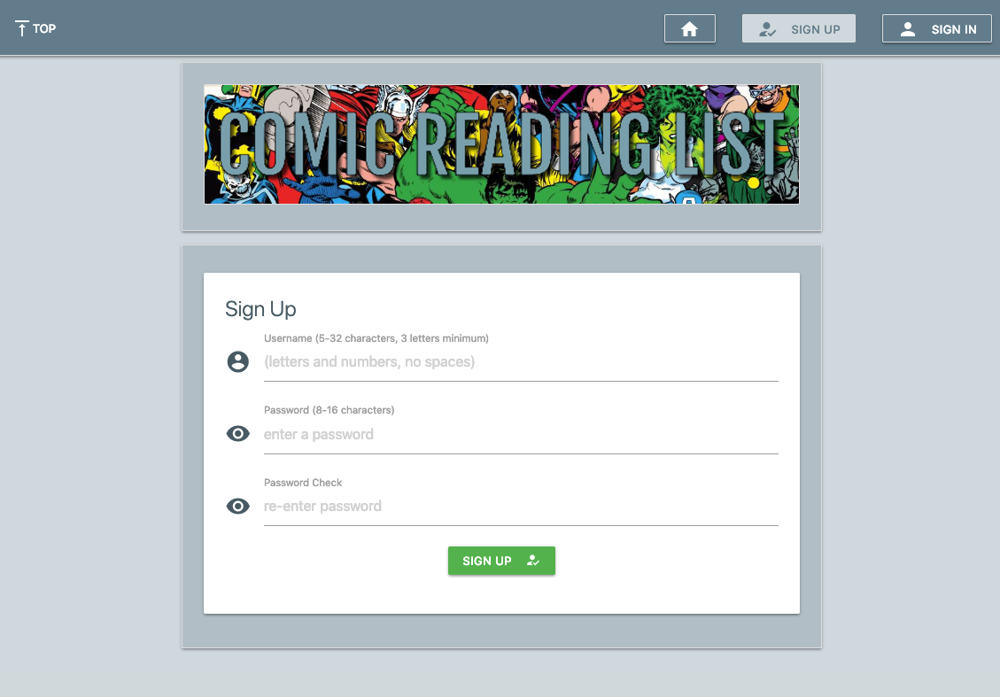 TOP
SIGN UP
SIGN IN
COMIC READING LIST
Sign Up
Username (5-32 characters, 3 letters minimum)
(letters and numbers, no spaces)
Password (8-16 characters)
enter a password
Password Check
re-enter password
SIGN UP